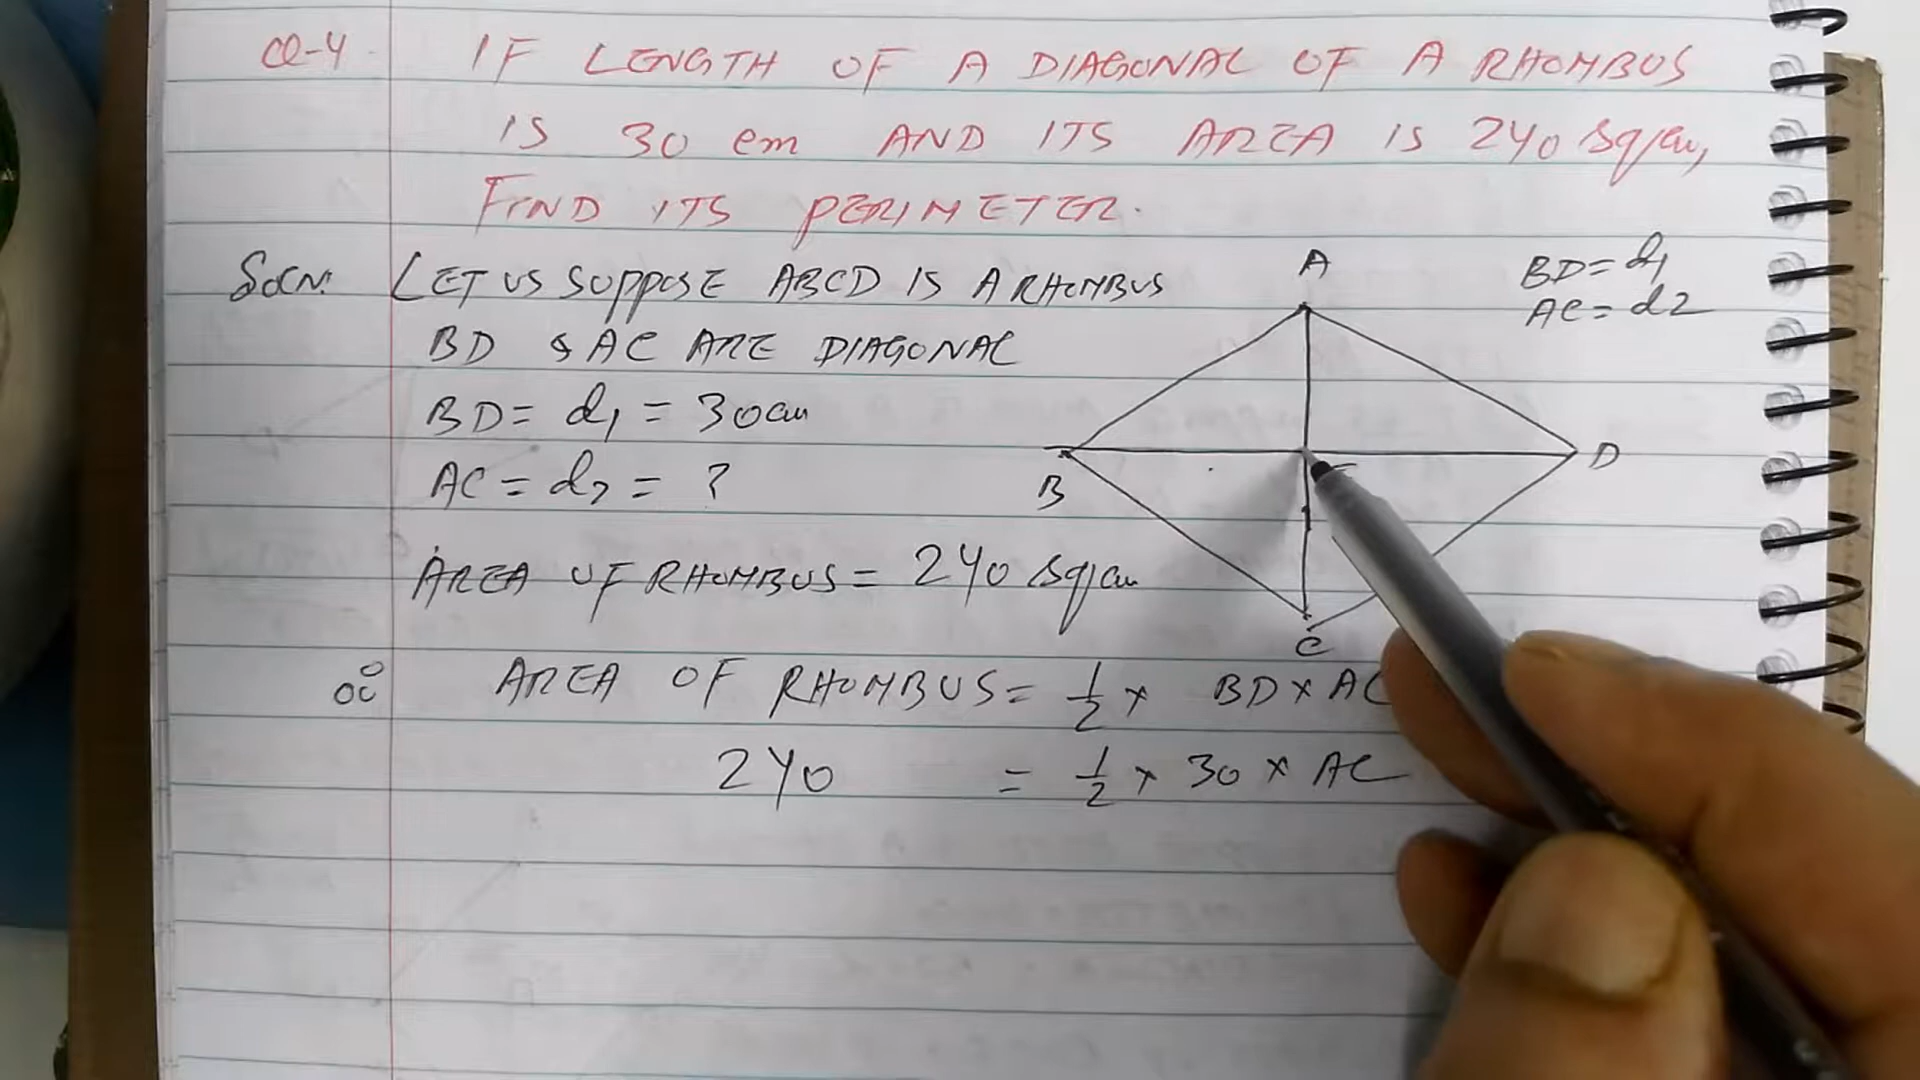 Q-4 IF LENGTH OF A DIAGONAL OF A RHOMBUS
IS 30 cm AND ITS AREA IS 240 sq/cm,
FIND ITS PERIMETER.
SOLN: LET US SUPPOSE ABCD IS A RHOMBUS
BD & AC ARE DIAGONAL
BD = d1 = 30cm
AC = d2 = ?
AREA OF RHOMBUS = 240 sq/cm
AREA OF RHOMBUS = 1/2 × BD × AC
240 = 1/2 × 30 × AC
BD = d1
AC = d2
A
B
D
C